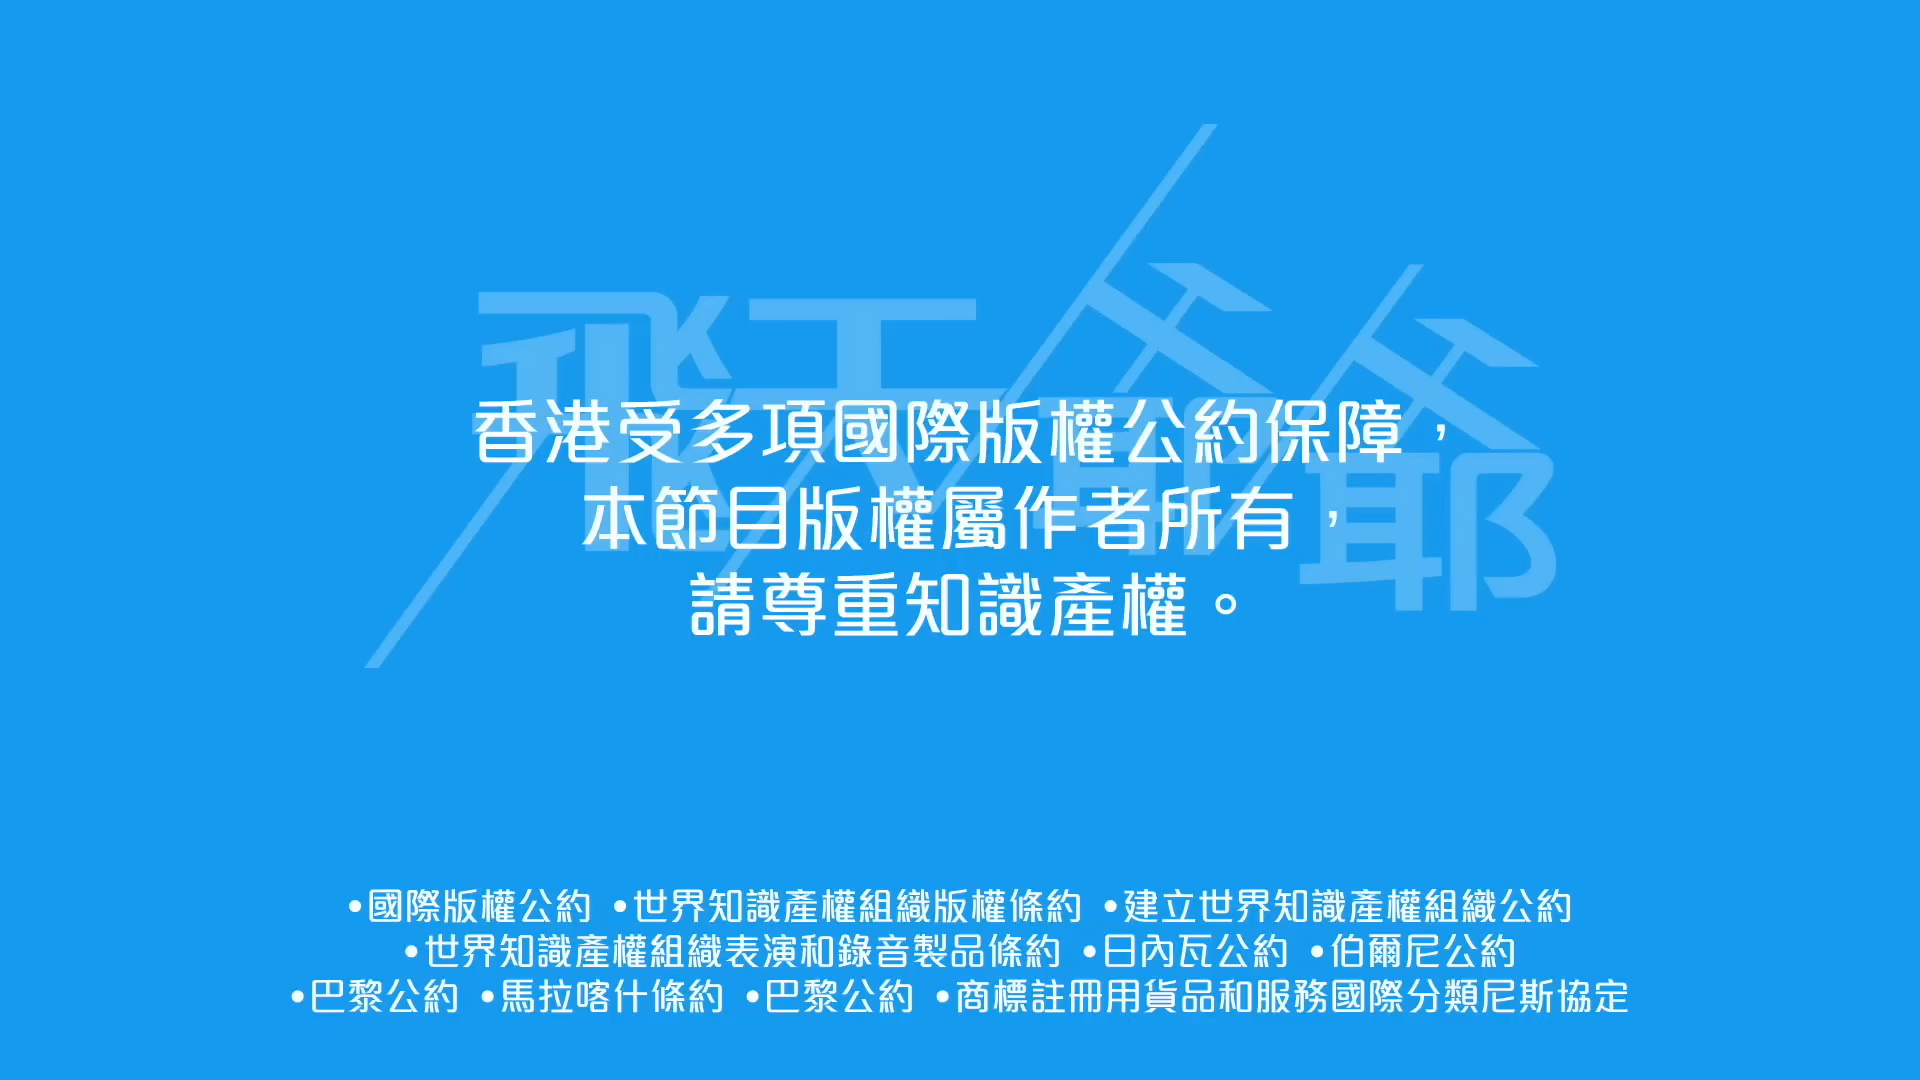 飛天爺爺
香港受多項國際版權公約保障，
本節目版權屬作者所有，
請尊重知識產權。
•國際版權公約 •世界知識產權組織版權條約 •建立世界知識產權組織公約
•世界知識產權組織表演和錄音製品條約 •日內瓦公約 •伯爾尼公約
•巴黎公約 •馬拉喀什條約 •巴黎公約 •商標註冊用貨品和服務國際分類尼斯協定